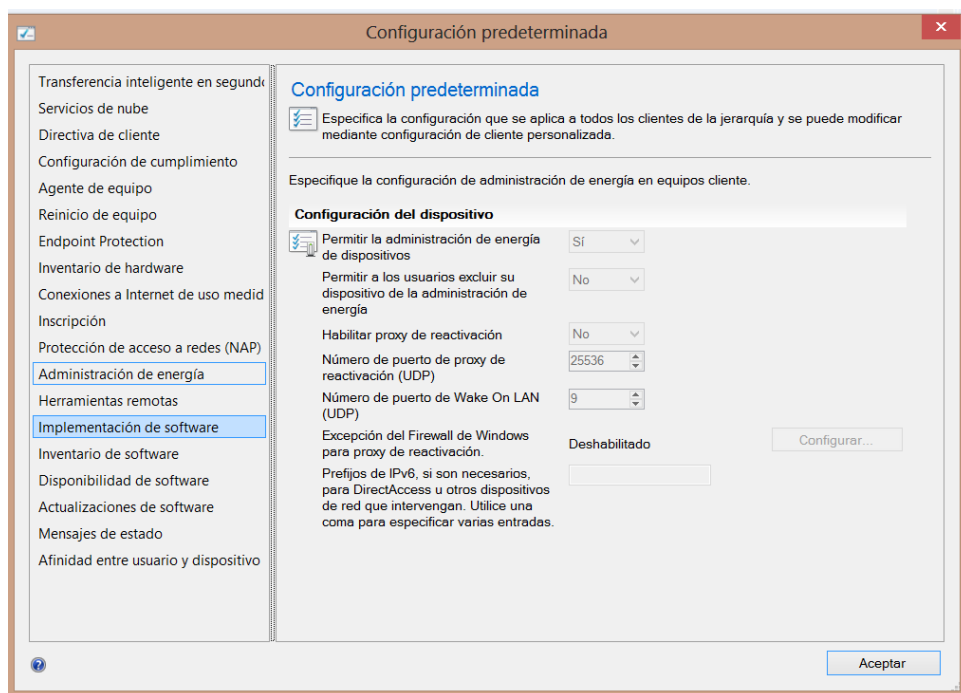 Configuración predeterminada
Transferencia inteligente en segund
Servicios de nube
Directiva de cliente
Configuración de cumplimiento
Agente de equipo
Reinicio de equipo
Endpoint Protection
Inventario de hardware
Conexiones a Internet de uso medid
Inscripción
Protección de acceso a redes (NAP)
Administración de energía
Herramientas remotas
Implementación de software
Inventario de software
Disponibilidad de software
Actualizaciones de software
Mensajes de estado
Afinidad entre usuario y dispositivo
Configuración predeterminada
Especifica la configuración que se aplica a todos los clientes de la jerarquía y se puede modificar
mediante configuración de cliente personalizada.
Especifique la configuración de administración de energía en equipos cliente.
Configuración del dispositivo
Permitir la administración de energía
de dispositivos
Sí
Permitir a los usuarios excluir su
dispositivo de la administración de
energía
No
Habilitar proxy de reactivación
No
Número de puerto de proxy de
reactivación (UDP)
25536
Número de puerto de Wake On LAN
(UDP)
9
Excepción del Firewall de Windows
para proxy de reactivación.
Deshabilitado
Configurar...
Prefijos de IPv6, si son necesarios,
para DirectAccess u otros dispositivos
de red que intervengan. Utilice una
coma para especificar varias entradas.
Aceptar